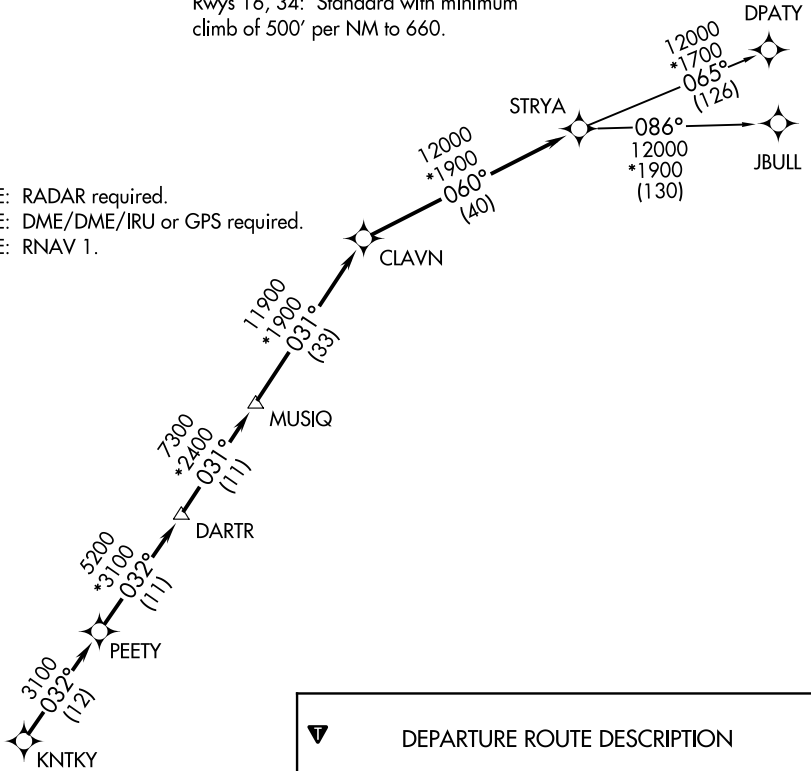 Rwys 16, 34: Standard with minimum
climb of 500' per NM to 660.
DPATY
12000
*1700
065°
(126)
STRYA
086°
12000
*1900
(130)
JBULL
12000
*1900
060°
(40)
E: RADAR required.
E: DME/DME/IRU or GPS required.
E: RNAV 1.
CLAVN
11900
*1900
031°
(33)
MUSIQ
7300
*2400
031°
(11)
DARTR
5200
*3100
032°
(11)
PEETY
3100
032°
(12)
KNTKY
T
DEPARTURE ROUTE DESCRIPTION